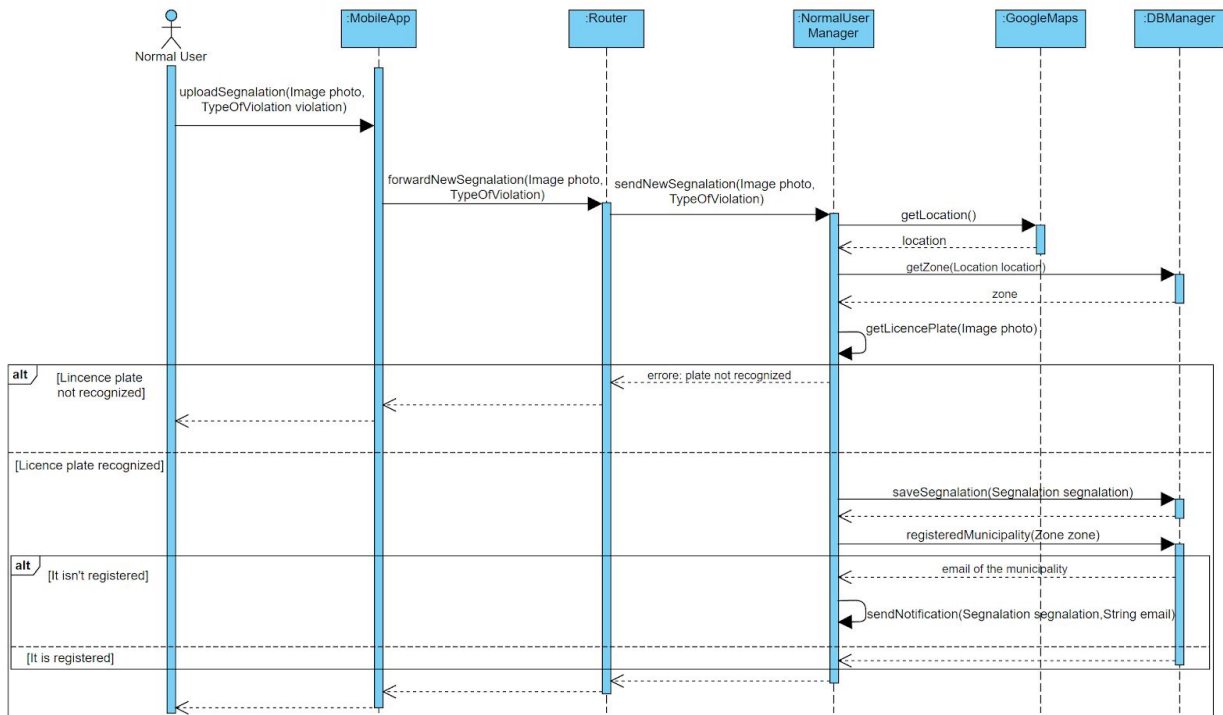 :MobileApp
:Router
:NormalUser
Manager
:GoogleMaps
:DBManager
Normal User
uploadSegnalation(Image photo,
TypeOfViolation violation)
forwardNewSegnalation(Image photo,
TypeOfViolation)
sendNewSegnalation(Image photo,
TypeOfViolation)
getLocation()
location
getZone(Location location)
zone
getLicencePlate(Image photo)
alt
[Lincence plate
not recognized]
errore: plate not recognized
[Licence plate recognized]
saveSegnalation(Segnalation segnalation)
registeredMunicipality(Zone zone)
alt
[It isn't registered]
email of the municipality
sendNotification(Segnalation segnalation,String email)
[It is registered]